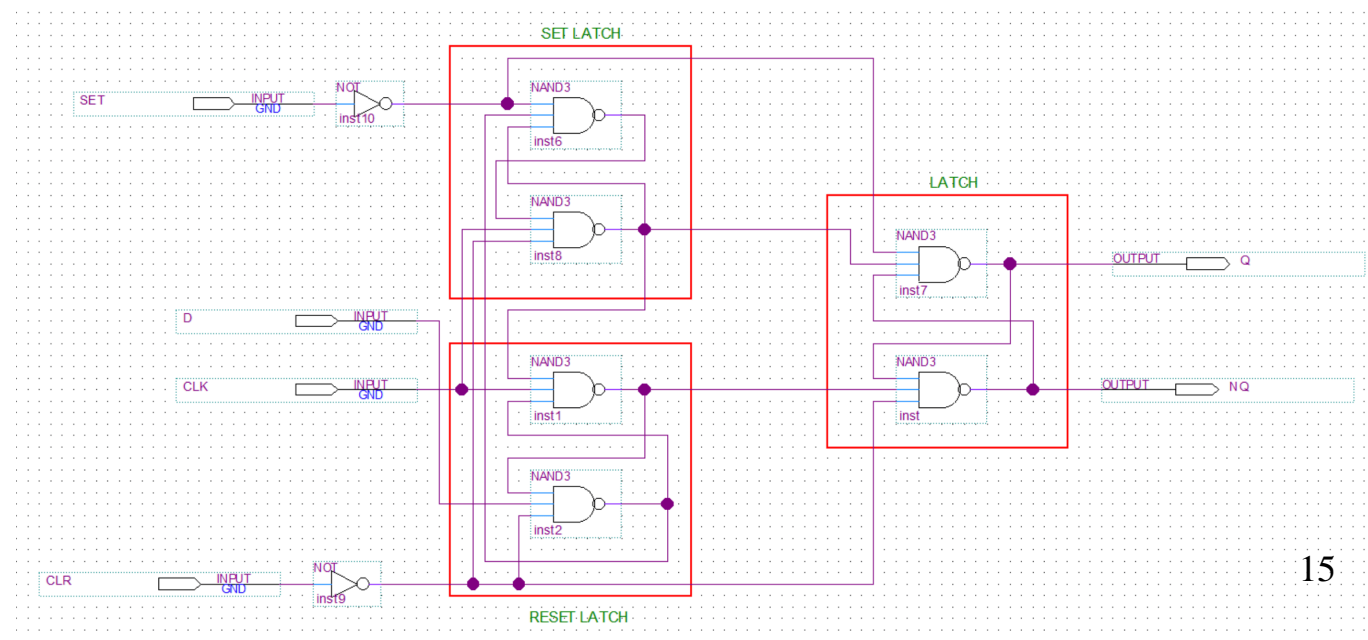 SET LATCH
SET
INPUT
GND
NOT
inst10
NAND3
inst6
NAND3
inst8
LATCH
NAND3
inst7
OUTPUT
Q
D
INPUT
GND
CLK
INPUT
GND
NAND3
inst1
NAND3
inst
OUTPUT
NQ
NAND3
inst2
CLR
INPUT
GND
NOT
inst9
RESET LATCH
15